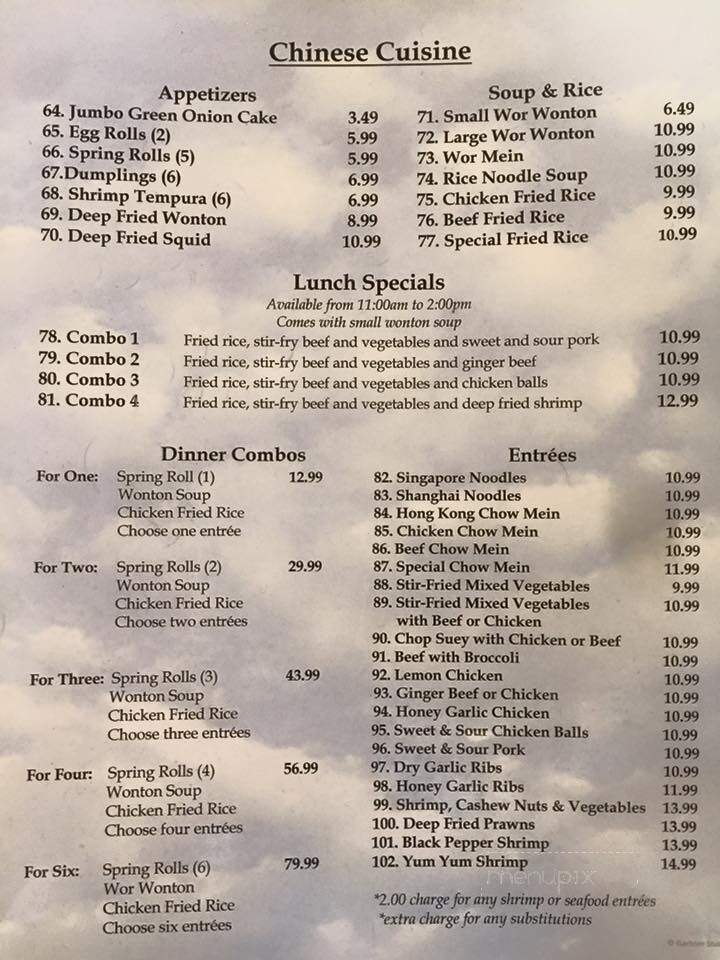 Chinese Cuisine
Appetizers
64. Jumbo Green Onion Cake 3.49
65. Egg Rolls (2) 5.99
66. Spring Rolls (5) 5.99
67.Dumplings (6) 6.99
68. Shrimp Tempura (6) 6.99
69. Deep Fried Wonton 8.99
70. Deep Fried Squid 10.99
Soup & Rice
71. Small Wor Wonton 6.49
72. Large Wor Wonton 10.99
73. Wor Mein 10.99
74. Rice Noodle Soup 10.99
75. Chicken Fried Rice 9.99
76. Beef Fried Rice 9.99
77. Special Fried Rice 10.99
Lunch Specials
Available from 11:00am to 2:00pm
Comes with small wonton soup
78. Combo 1 Fried rice, stir-fry beef and vegetables and sweet and sour pork 10.99
79. Combo 2 Fried rice, stir-fry beef and vegetables and ginger beef 10.99
80. Combo 3 Fried rice, stir-fry beef and vegetables and chicken balls 10.99
81. Combo 4 Fried rice, stir-fry beef and vegetables and deep fried shrimp 12.99
Dinner Combos
For One: Spring Roll (1) 12.99
Wonton Soup
Chicken Fried Rice
Choose one entrée
For Two: Spring Rolls (2) 29.99
Wonton Soup
Chicken Fried Rice
Choose two entrées
For Three: Spring Rolls (3) 43.99
Wonton Soup
Chicken Fried Rice
Choose three entrées
For Four: Spring Rolls (4) 56.99
Wonton Soup
Chicken Fried Rice
Choose four entrées
For Six: Spring Rolls (6) 79.99
Wor Wonton
Chicken Fried Rice
Choose six entrées
Entrées
82. Singapore Noodles 10.99
83. Shanghai Noodles 10.99
84. Hong Kong Chow Mein 10.99
85. Chicken Chow Mein 10.99
86. Beef Chow Mein 10.99
87. Special Chow Mein 11.99
88. Stir-Fried Mixed Vegetables 9.99
89. Stir-Fried Mixed Vegetables 10.99
with Beef or Chicken
90. Chop Suey with Chicken or Beef 10.99
91. Beef with Broccoli 10.99
92. Lemon Chicken 10.99
93. Ginger Beef or Chicken 10.99
94. Honey Garlic Chicken 10.99
95. Sweet & Sour Chicken Balls 10.99
96. Sweet & Sour Pork 10.99
97. Dry Garlic Ribs 10.99
98. Honey Garlic Ribs 11.99
99. Shrimp, Cashew Nuts & Vegetables 13.99
100. Deep Fried Prawns 13.99
101. Black Pepper Shrimp 13.99
102. Yum Yum Shrimp 14.99
menupix
*2.00 charge for any shrimp or seafood entrées
*extra charge for any substitutions